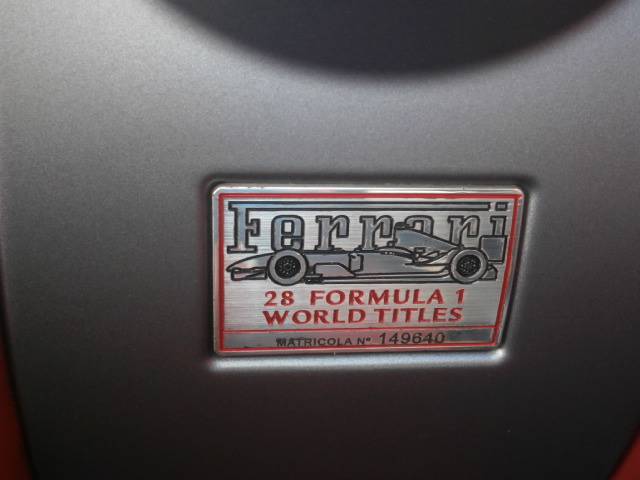 Ferrari
28 FORMULA 1
WORLD TITLES
MATRICOLA Nº 149640